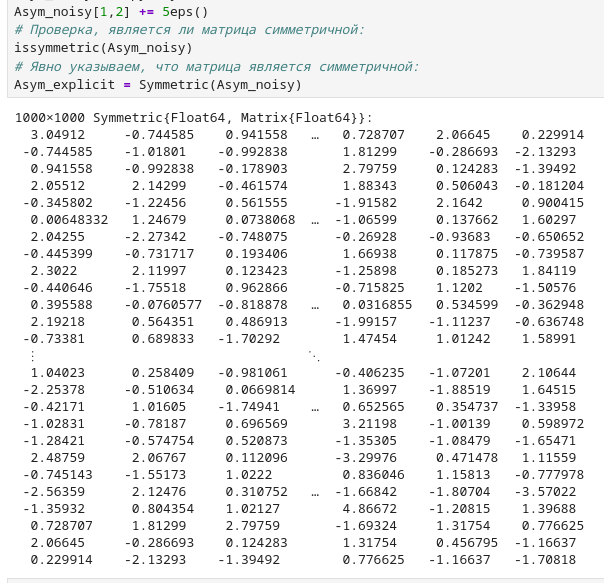 Asym_noisy[1,2] += 5eps()
# Проверка, является ли матрица симметричной:
issymmetric(Asym_noisy)
# Явно указываем, что матрица является симметричной:
Asym_explicit = Symmetric(Asym_noisy)
1000×1000 Symmetric{Float64, Matrix{Float64}}:
3.04912 -0.744585 0.941558 … 0.728707 2.06645 0.229914
-0.744585 -1.01801 -0.992838 1.81299 -0.286693 -2.13293
0.941558 -0.992838 -0.178903 2.79759 0.124283 -1.39492
2.05512 2.14299 -0.461574 1.88343 0.506043 -0.181204
-0.345802 -1.22456 0.561555 -1.91582 2.1642 0.900415
0.00648332 1.24679 0.0738068 … -1.06599 0.137662 1.60297
2.04255 -2.27342 -0.748075 -0.26928 -0.93683 -0.650652
-0.445399 -0.731717 0.193406 1.66938 0.117875 -0.739587
2.3022 2.11997 0.123423 -1.25898 0.185273 1.84119
-0.440646 -1.75518 0.962866 -0.715825 1.1202 -1.50576
0.395588 -0.0760577 -0.818878 … 0.0316855 0.534599 -0.362948
2.19218 0.564351 0.486913 -1.99157 -1.11237 -0.636748
-0.73381 0.689833 -1.70292 1.47454 1.01242 1.58991
⋮ ⋱
1.04023 0.258409 -0.981061 -0.406235 -1.07201 2.10644
-2.25378 -0.510634 0.0669814 1.36997 -1.88519 1.64515
-0.42171 1.01605 -1.74941 … 0.652565 0.354737 -1.33958
-1.02831 -0.78187 0.696569 3.21198 -1.00139 0.598972
-1.28421 -0.574754 0.520873 -1.35305 -1.08479 -1.65471
2.48759 2.06767 0.112096 -3.29976 0.471478 1.11559
-0.745143 -1.55173 1.0222 0.836046 1.15813 -0.777978
-2.56359 2.12476 0.310752 … -1.66842 -1.80704 -3.57022
-1.35932 0.804354 1.02127 4.86672 -1.20815 1.39688
0.728707 1.81299 2.79759 -1.69324 1.31754 0.776625
2.06645 -0.286693 0.124283 1.31754 0.456795 -1.16637
0.229914 -2.13293 -1.39492 0.776625 -1.16637 -1.70818